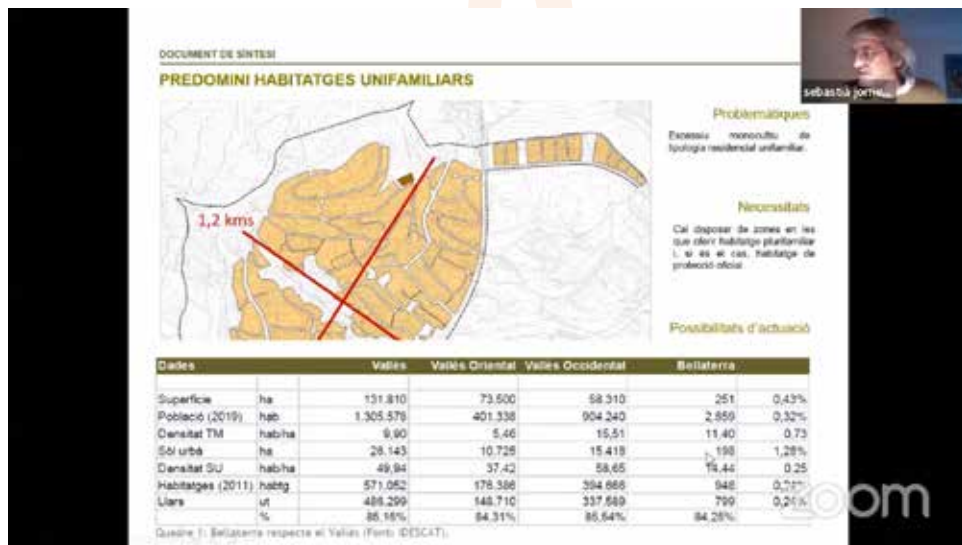 DOCUMENT DE SÍNTESI
PREDOMINI HABITATGES UNIFAMILIARS
sebastià jorne...
1,2 kms
Problemàtiques
Excessiu monocultiu de
tipologia residencial unifamiliar.
Necessitats
Cal disposar de zones en les
que oferir habitatge plurifamiliar
i, si és el cas, habitatge de
protecció oficial
Possibilitats d'actuació
Dades Vallès Vallès Oriental Vallès Occidental Bellaterra
Superfície ha 131.810 73.500 58.310 251 0,43%
Població (2019) hab 1.305.578 401.338 904.240 2.859 0,32%
Densitat TM hab/ha 9,90 5,46 15,51 11,40 0,73
Sòl urbà ha 26.143 10.725 15.418 198 1,28%
Densitat SU hab/ha 49,94 37,42 58,65 14,44 0.25
Habitatges (2011) habtg 571.052 176.386 394.666 948
Llars ut 486.299 148.710 337.589 799
% 85,16% 84,31% 85,54% 84,28%
Quadre 1: Bellaterra respecte el Vallès (Font: IDESCAT).
zoom